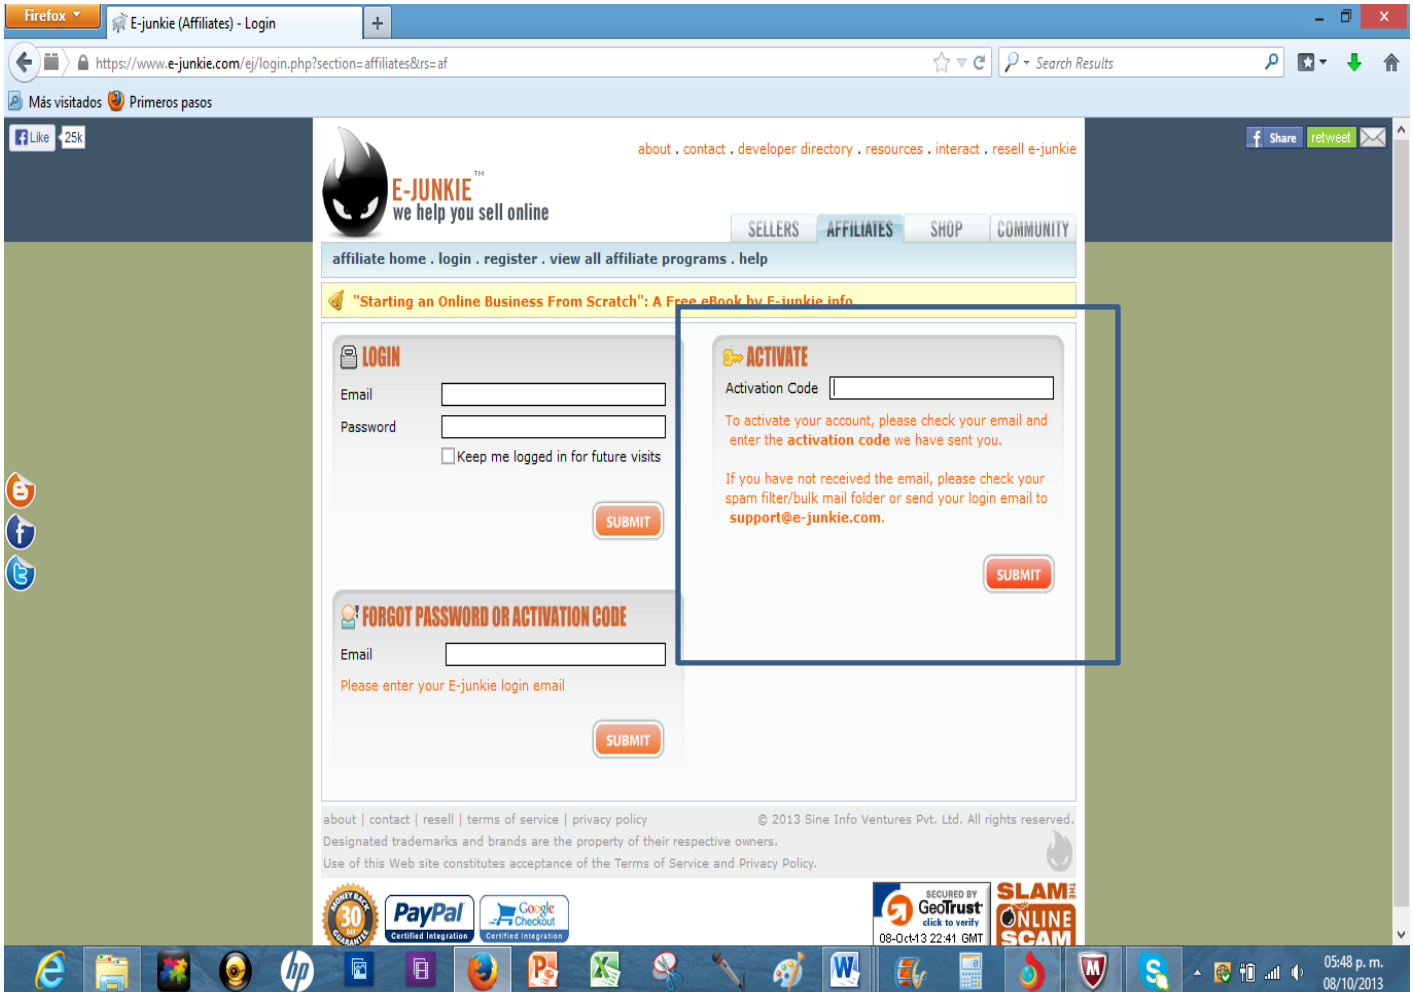 Firefox
E-junkie (Affiliates) - Login
https://www.e-junkie.com/ej/login.php?section=affiliates&rs=af
Search Results
Más visitados
Primeros pasos
Like
25k
Share
retweet
about . contact . developer directory . resources . interact . resell e-junkie
E-JUNKIE™
we help you sell online
SELLERS
AFFILIATES
SHOP
COMMUNITY
affiliate home . login . register . view all affiliate programs . help
"Starting an Online Business From Scratch": A Free eBook by E-junkie.info
LOGIN
Email
Password
Keep me logged in for future visits
SUBMIT
ACTIVATE
Activation Code
To activate your account, please check your email and
enter the activation code we have sent you.
If you have not received the email, please check your
spam filter/bulk mail folder or send your login email to
support@e-junkie.com.
SUBMIT
FORGOT PASSWORD OR ACTIVATION CODE
Email
Please enter your E-junkie login email
SUBMIT
about | contact | resell | terms of service | privacy policy
© 2013 Sine Info Ventures Pvt. Ltd. All rights reserved.
Designated trademarks and brands are the property of their respective owners.
Use of this Web site constitutes acceptance of the Terms of Service and Privacy Policy.
MONEY BACK
30
DAY
GUARANTEE
PayPal
Certified Integration
Google
Checkout
Certified Integration
SECURED BY
GeoTrust
click to verify
08-Oct-13 22:41 GMT
SLAM
ONLINE
SCAM
05:48 p. m.
08/10/2013